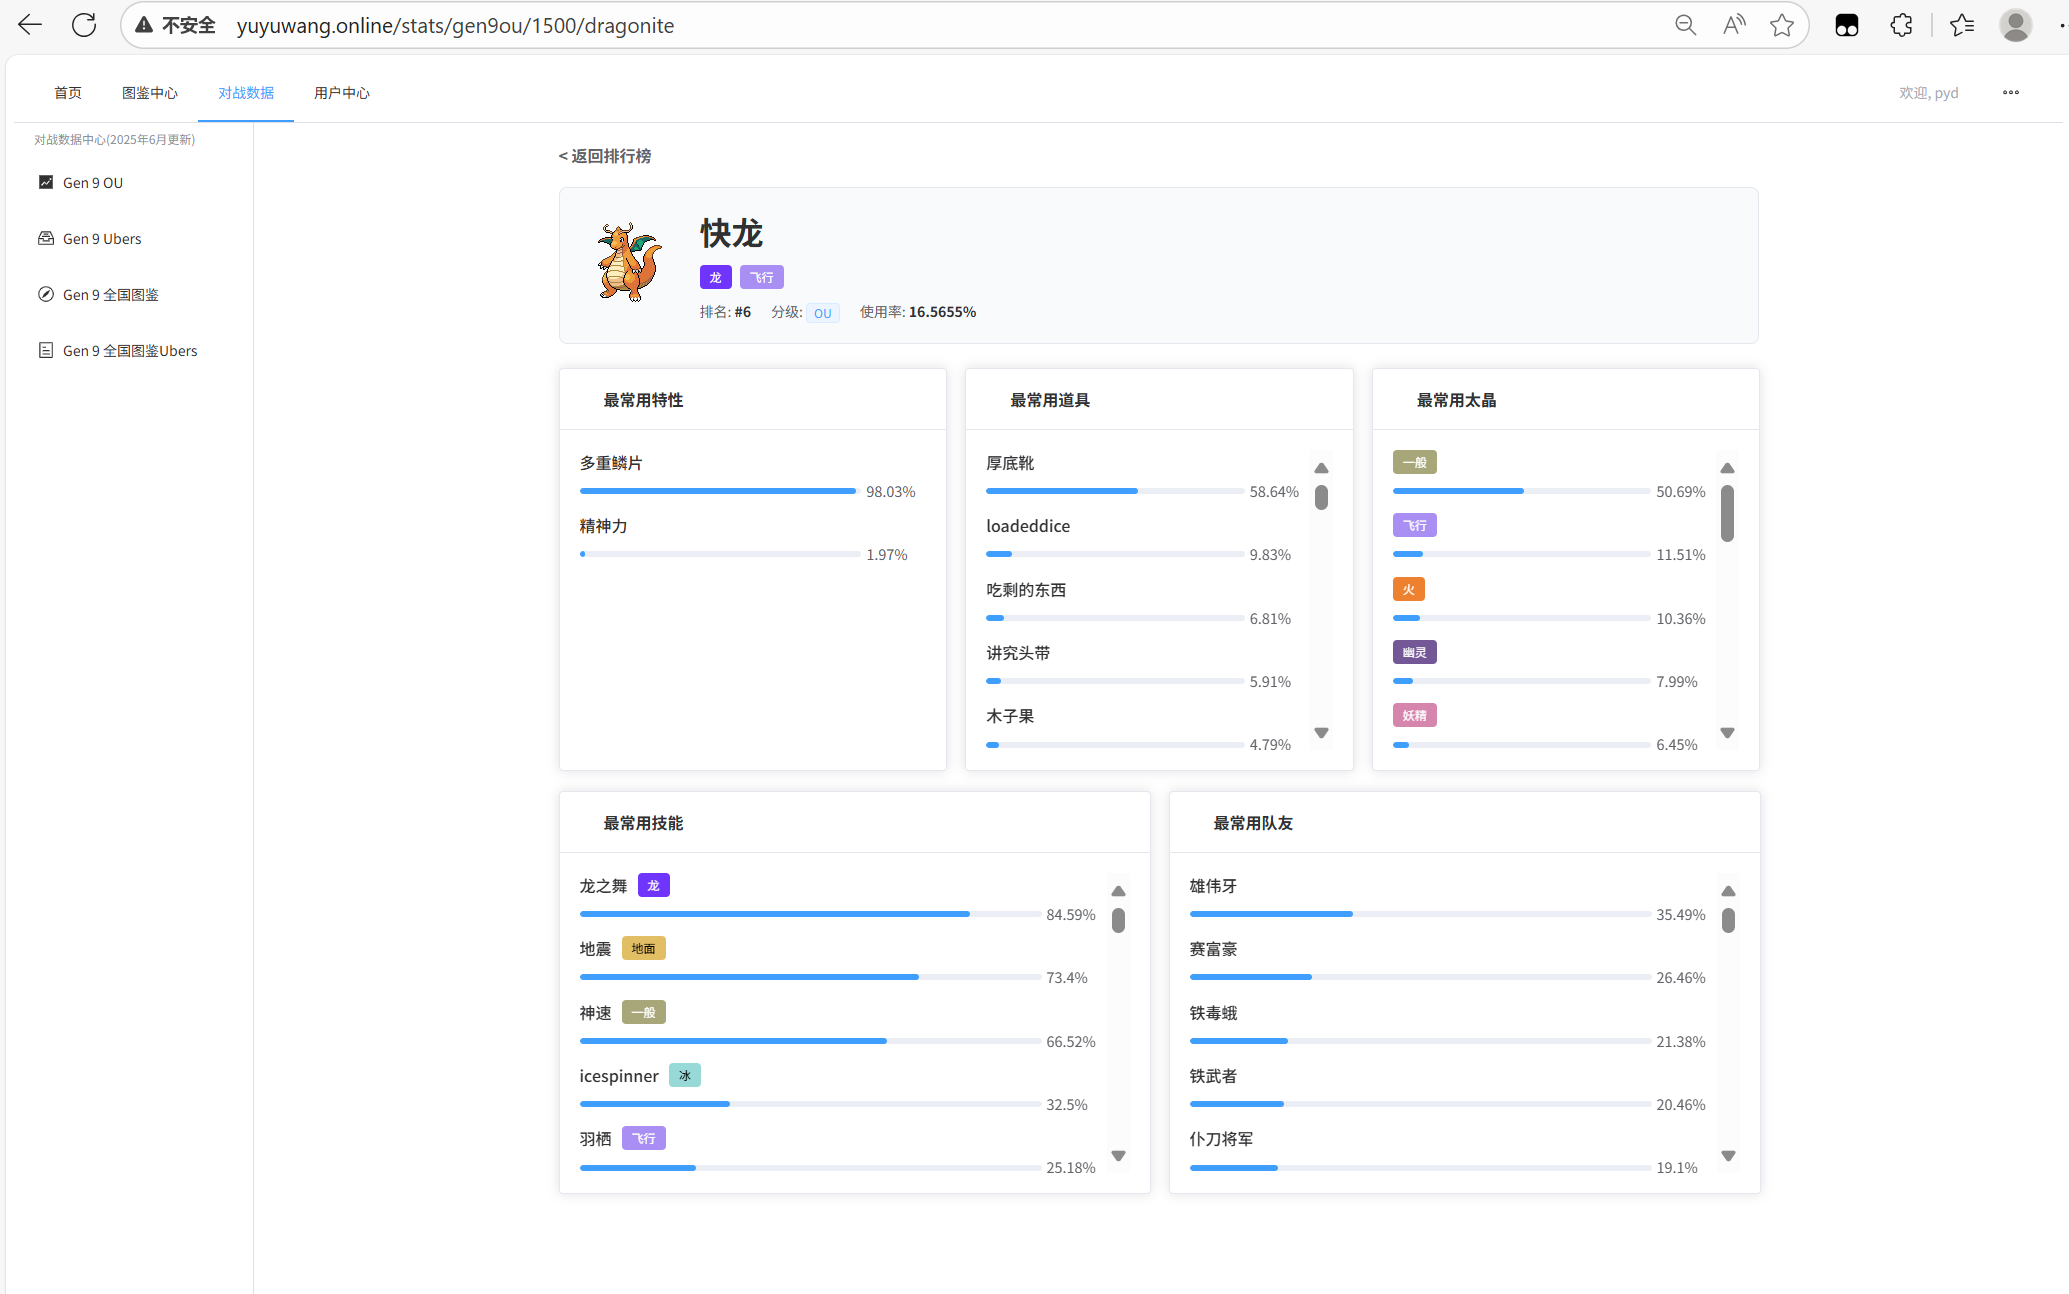 不安全 yuyuwang.online/stats/gen9ou/1500/dragonite
首页 图鉴中心 对战数据 用户中心 欢迎, pyd
对战数据中心(2025年6月更新)
Gen 9 OU
Gen 9 Ubers
Gen 9 全国图鉴
Gen 9 全国图鉴Ubers
< 返回排行榜
快龙
龙 飞行
排名: #6 分级: OU 使用率: 16.5655%
最常用特性
多重鳞片
98.03%
精神力
1.97%
最常用道具
厚底靴
58.64%
loadeddice
9.83%
吃剩的东西
6.81%
讲究头带
5.91%
木子果
4.79%
最常用太晶
一般
50.69%
飞行
11.51%
火
10.36%
幽灵
7.99%
妖精
6.45%
最常用技能
龙之舞 龙
84.59%
地震 地面
73.4%
神速 一般
66.52%
icespinner 冰
32.5%
羽栖 飞行
25.18%
最常用队友
雄伟牙
35.49%
赛富豪
26.46%
铁毒蛾
21.38%
铁武者
20.46%
仆刀将军
19.1%